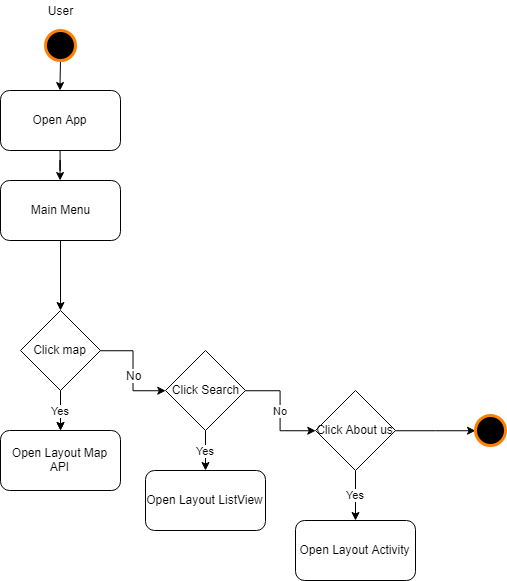 User
Open App
Main Menu
Click map
No
Click Search
Yes
No
Click About us
Open Layout Map
API
Yes
Open Layout ListView
Yes
Open Layout Activity